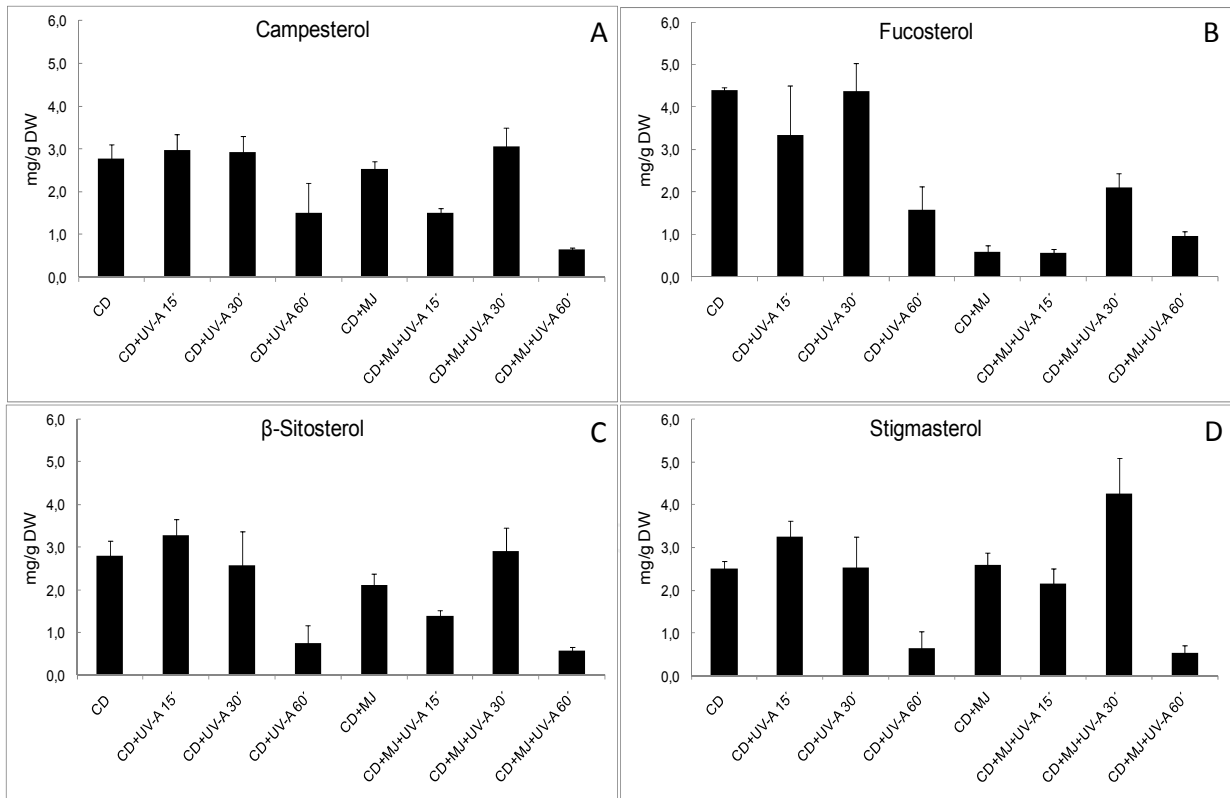 Campesterol
A
mg/g DW
6,0
5,0
4,0
3,0
2,0
1,0
0,0
CD
CD+UV-A 15´
CD+UV-A 30´
CD+UV-A 60´
CD+MJ
CD+MJ+UV-A 15´
CD+MJ+UV-A 30´
CD+MJ+UV-A 60´
Fucosterol
B
mg/g DW
6,0
5,0
4,0
3,0
2,0
1,0
0,0
CD
CD+UV-A 15´
CD+UV-A 30´
CD+UV-A 60´
CD+MJ
CD+MJ+UV-A 15´
CD+MJ+UV-A 30´
CD+MJ+UV-A 60´
β-Sitosterol
C
mg/g DW
6,0
5,0
4,0
3,0
2,0
1,0
0,0
CD
CD+UV-A 15´
CD+UV-A 30´
CD+UV-A 60´
CD+MJ
CD+MJ+UV-A 15´
CD+MJ+UV-A 30´
CD+MJ+UV-A 60´
Stigmasterol
D
mg/g DW
6,0
5,0
4,0
3,0
2,0
1,0
0,0
CD
CD+UV-A 15´
CD+UV-A 30´
CD+UV-A 60´
CD+MJ
CD+MJ+UV-A 15´
CD+MJ+UV-A 30´
CD+MJ+UV-A 60´